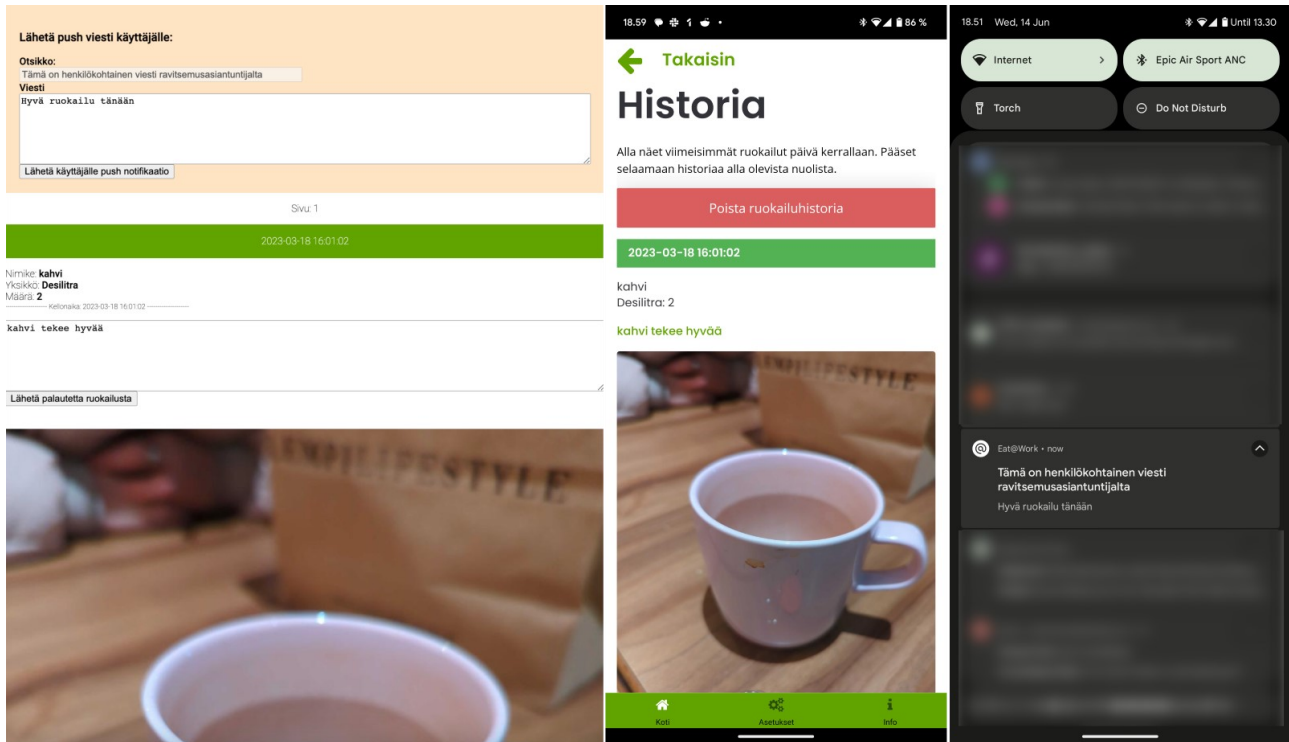 Lähetä push viesti käyttäjälle:
Otsikko:
Tämä on henkilökohtainen viesti ravitsemusasiantuntijalta
Viesti
Hyvä ruokailu tänään
Lähetä käyttäjälle push notifikaatio
Sivu: 1
2023-03-18 16:01:02
Nimike: kahvi
Yksikkö: Desilitra
Määrä: 2
Kellonaika: 2023-03-18 16:01:02
kahvi tekee hyvää
Lähetä palautetta ruokailusta
18.59
86 %
Takaisin
Historia
Alla näet viimeisimmät ruokailut päivä kerrallaan. Pääset
selaamaan historiaa alla olevista nuolista.
Poista ruokailuhistoria
2023-03-18 16:01:02
kahvi
Desilitra: 2
kahvi tekee hyvää
Koti
Asetukset
Info
18.51 Wed, 14 Jun
Until 13.30
Internet
Epic Air Sport ANC
Torch
Do Not Disturb
Eat@Work • now
Tämä on henkilökohtainen viesti
ravitsemusasiantuntijalta
Hyvä ruokailu tänään